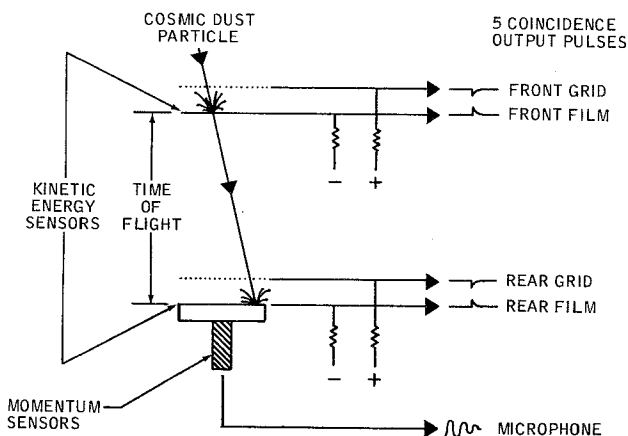 COSMIC DUST
PARTICLE
5 COINCIDENCE
OUTPUT PULSES
FRONT GRID
FRONT FILM
− +
KINETIC
ENERGY
SENSORS
TIME
OF
FLIGHT
REAR GRID
REAR FILM
− +
MOMENTUM
SENSORS
MICROPHONE